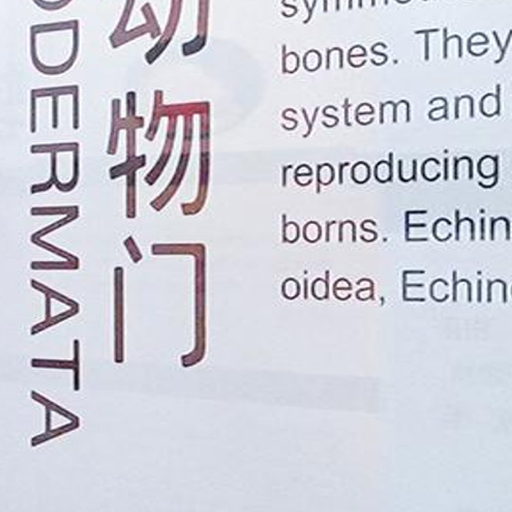 ODERMATA
动物门
bones. They
system and
reproducing
borns. Echin
oidea, Echin